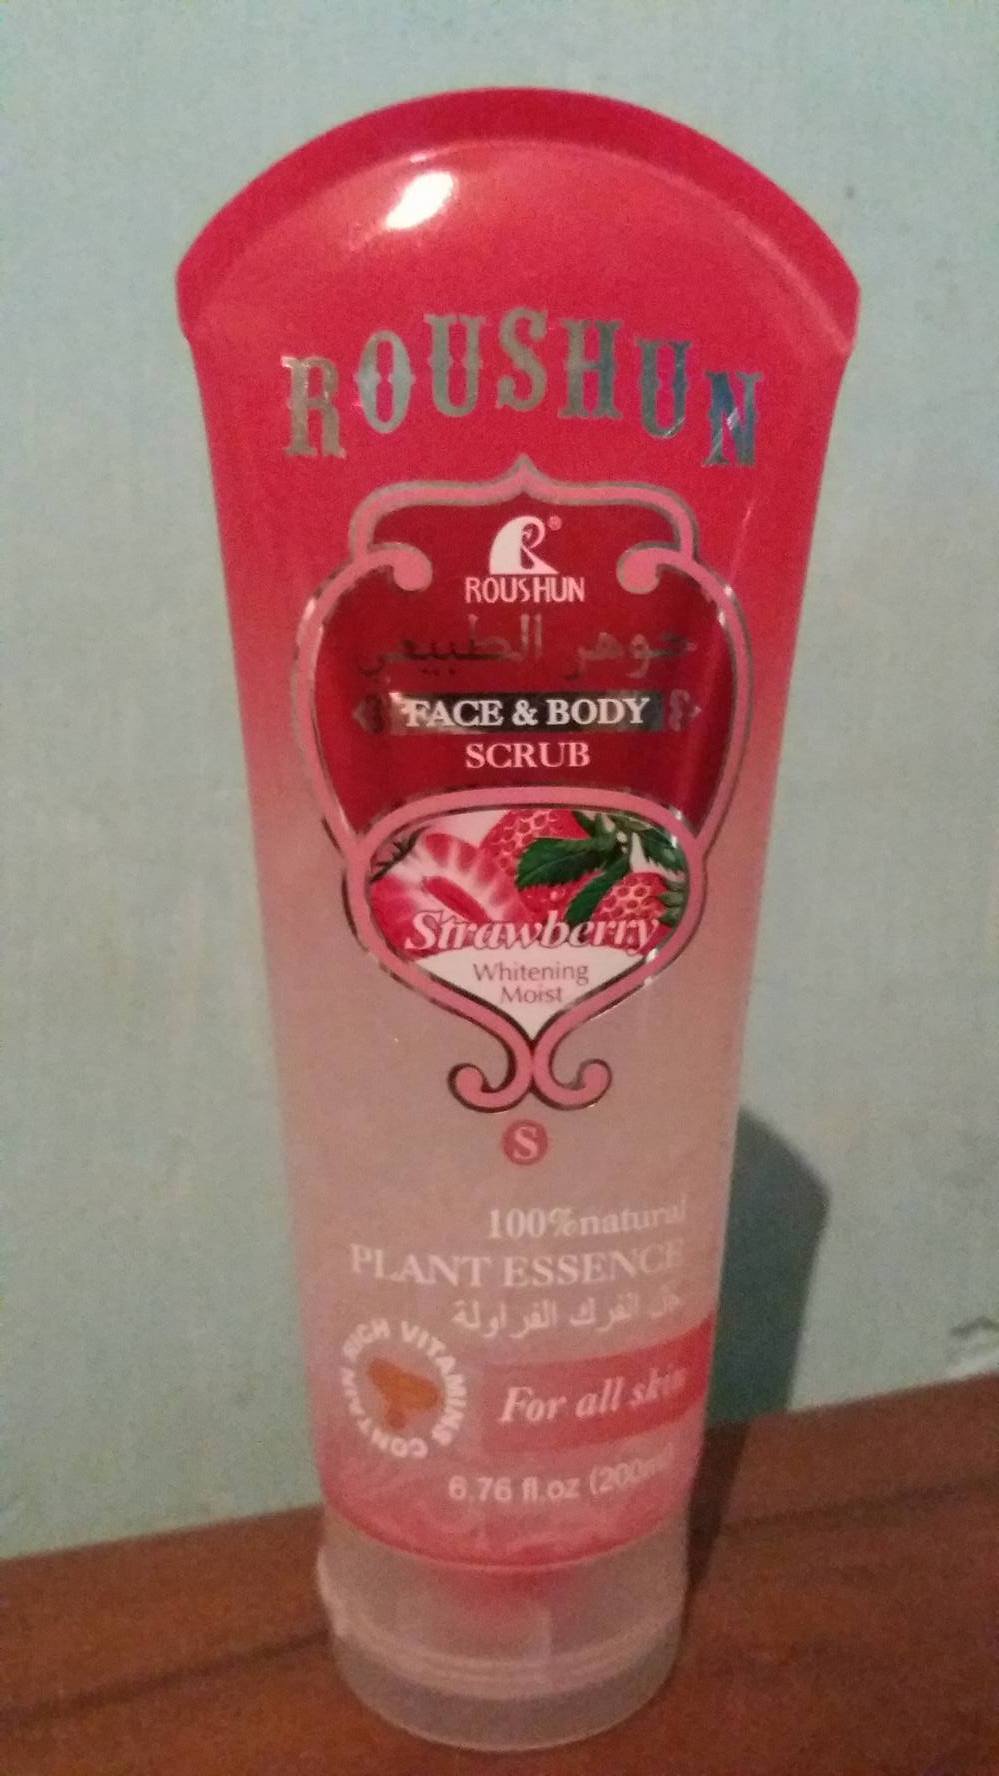 ROUSHUN
R®
ROUSHUN
جوهر الطبيعي
FACE & BODY
SCRUB
Strawberry
Whitening
Moist
S
100%natural
PLANT ESSENCE
الفرك الفراولة
CONTAIN RICH VITAMINS
For all skin
6.76 fl.oz (200ml